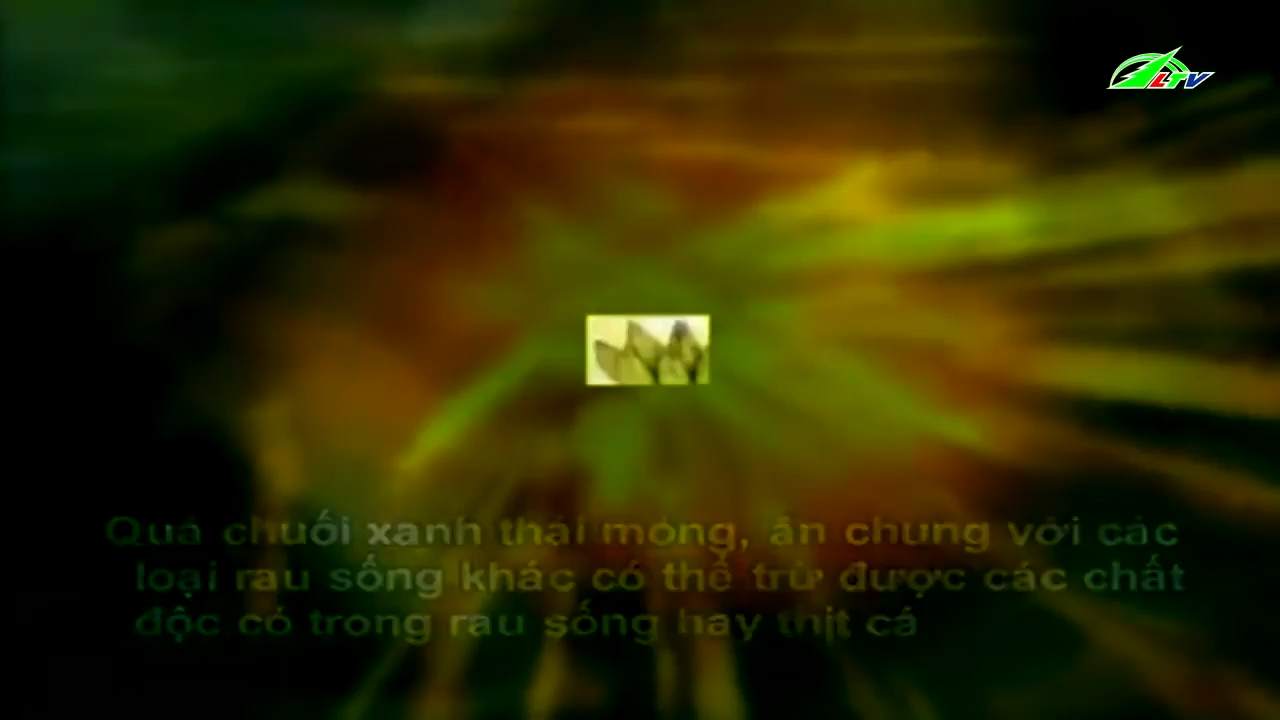 LTV
Quả chuối xanh thái mỏng, ăn chung với các
loại rau sống khác có thể trừ được các chất
độc có trong rau sống hay thịt cá